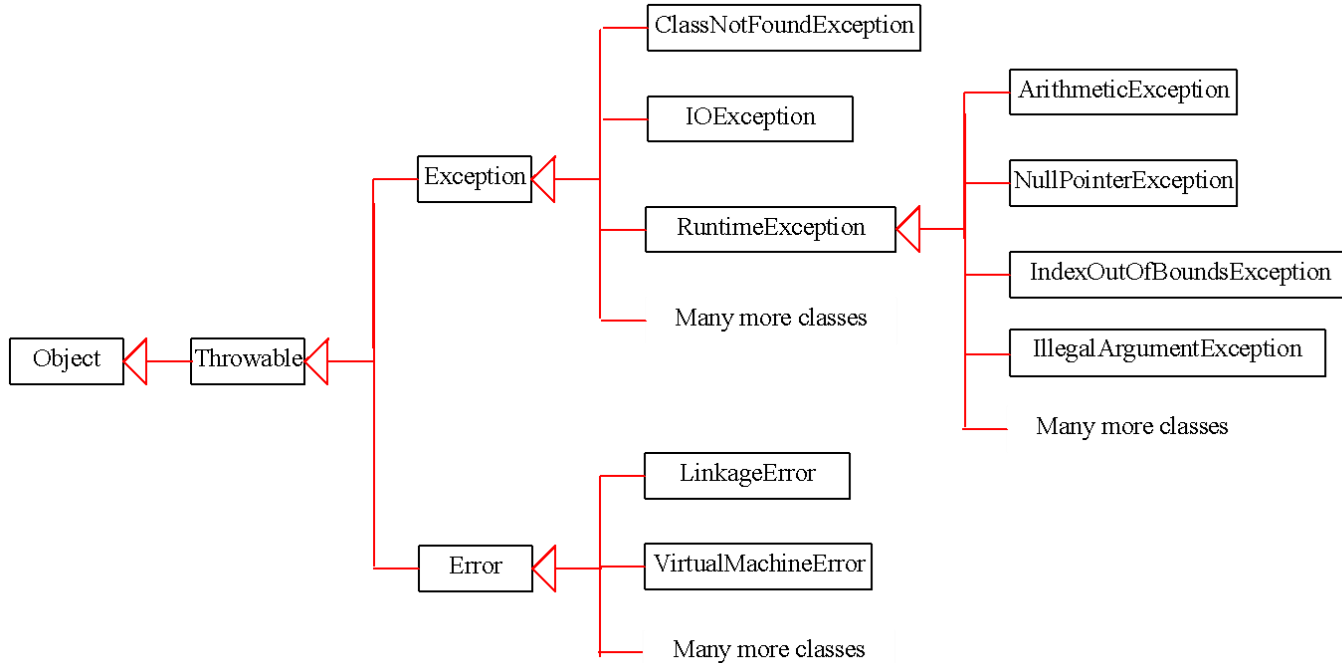 ClassNotFoundException
ArithmeticException
IOException
Exception
NullPointerException
RuntimeException
IndexOutOfBoundsException
Many more classes
Object
Throwable
IllegalArgumentException
Many more classes
LinkageError
Error
VirtualMachineError
Many more classes